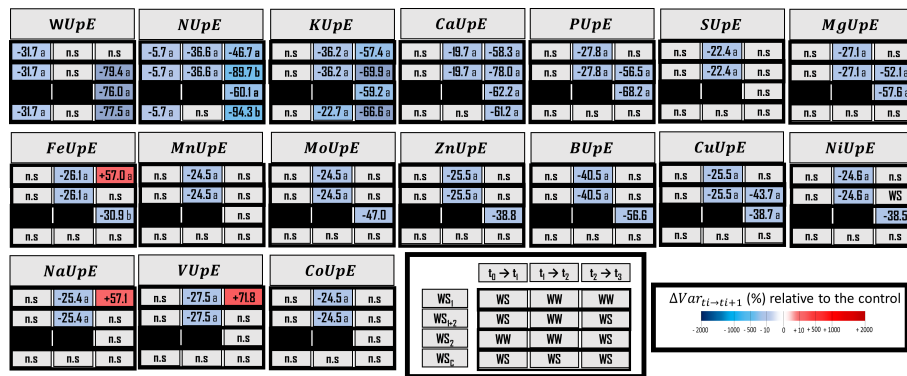 WUpE NUpE KUpE CaUpE PUpE SUpE MgUpE
-31.7 a n.s n.s -5.7 a -36.6 a -46.7 a n.s -36.2 a -57.4 a n.s -19.7 a -58.3 a n.s -27.8 a n.s n.s -22.4 a n.s n.s -27.1 a n.s
-31.7 a n.s -79.4 a -5.7 a -36.6 a -89.7 b n.s -36.2 a -69.9 a n.s -19.7 a -78.0 a n.s -27.8 a -56.5 a n.s -22.4 a n.s n.s -27.1 a -52.1 a
-76.0 a -60.1 a -59.2 a -62.2 a -68.2 a n.s -57.6 a
-31.7 a n.s -77.5 a -5.7 a n.s -94.3 b n.s -22.7 a -66.6 a n.s n.s -61.2 a n.s n.s n.s n.s n.s n.s n.s n.s n.s
FeUpE MnUpE MoUpE ZnUpE BUpE CuUpE NiUpE
n.s -26.1 a +57.0 a n.s -24.5 a n.s n.s -24.5 a n.s n.s -25.5 a n.s n.s -40.5 a n.s n.s -25.5 a n.s n.s -24.6 a n.s
n.s -26.1 a n.s n.s -24.5 a n.s n.s -24.5 a n.s n.s -25.5 a n.s n.s -40.5 a n.s n.s -25.5 a -43.7 a n.s -24.6 a WS
-30.9 b n.s -47.0 -38.8 -56.6 -38.7 a -38.5
n.s n.s n.s n.s n.s n.s n.s n.s n.s n.s n.s n.s n.s n.s n.s n.s n.s n.s n.s n.s n.s
NaUpE VUpE CoUpE
n.s -25.4 a +57.1 n.s -27.5 a +71.8 n.s -24.5 a n.s
n.s -25.4 a n.s n.s -27.5 a n.s n.s -24.5 a n.s
n.s n.s n.s
n.s n.s n.s n.s n.s n.s n.s n.s n.s
t0 → t1 t1 → t2 t2 → t3
WS1 WS WW WW
WS1+2 WS WW WS
WS2 WW WW WS
WSC WS WS WS
ΔVar ti→ti+1 (%) relative to the control
-2000 -1000 -500 -10 0 +10 +500 +1000 +2000